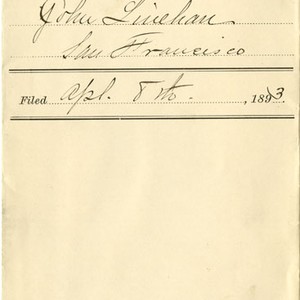 John Linehan
San Francisco
Filed Apl. 8th. , 1893.